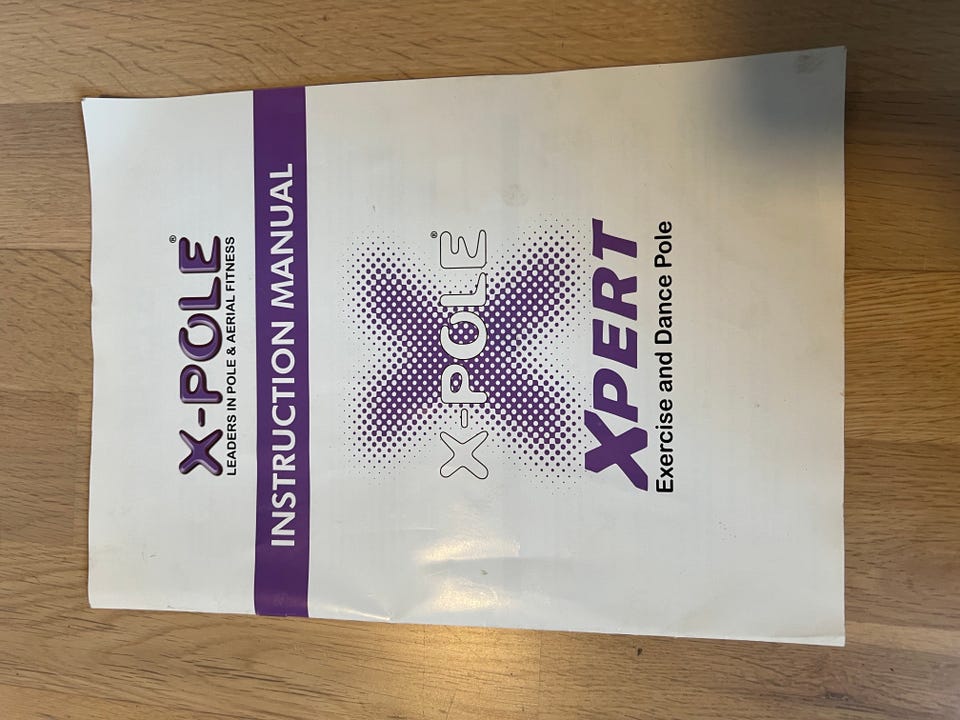 X-POLE®
LEADERS IN POLE & AERIAL FITNESS
INSTRUCTION MANUAL
X-POLE®
XPERT
Exercise and Dance Pole